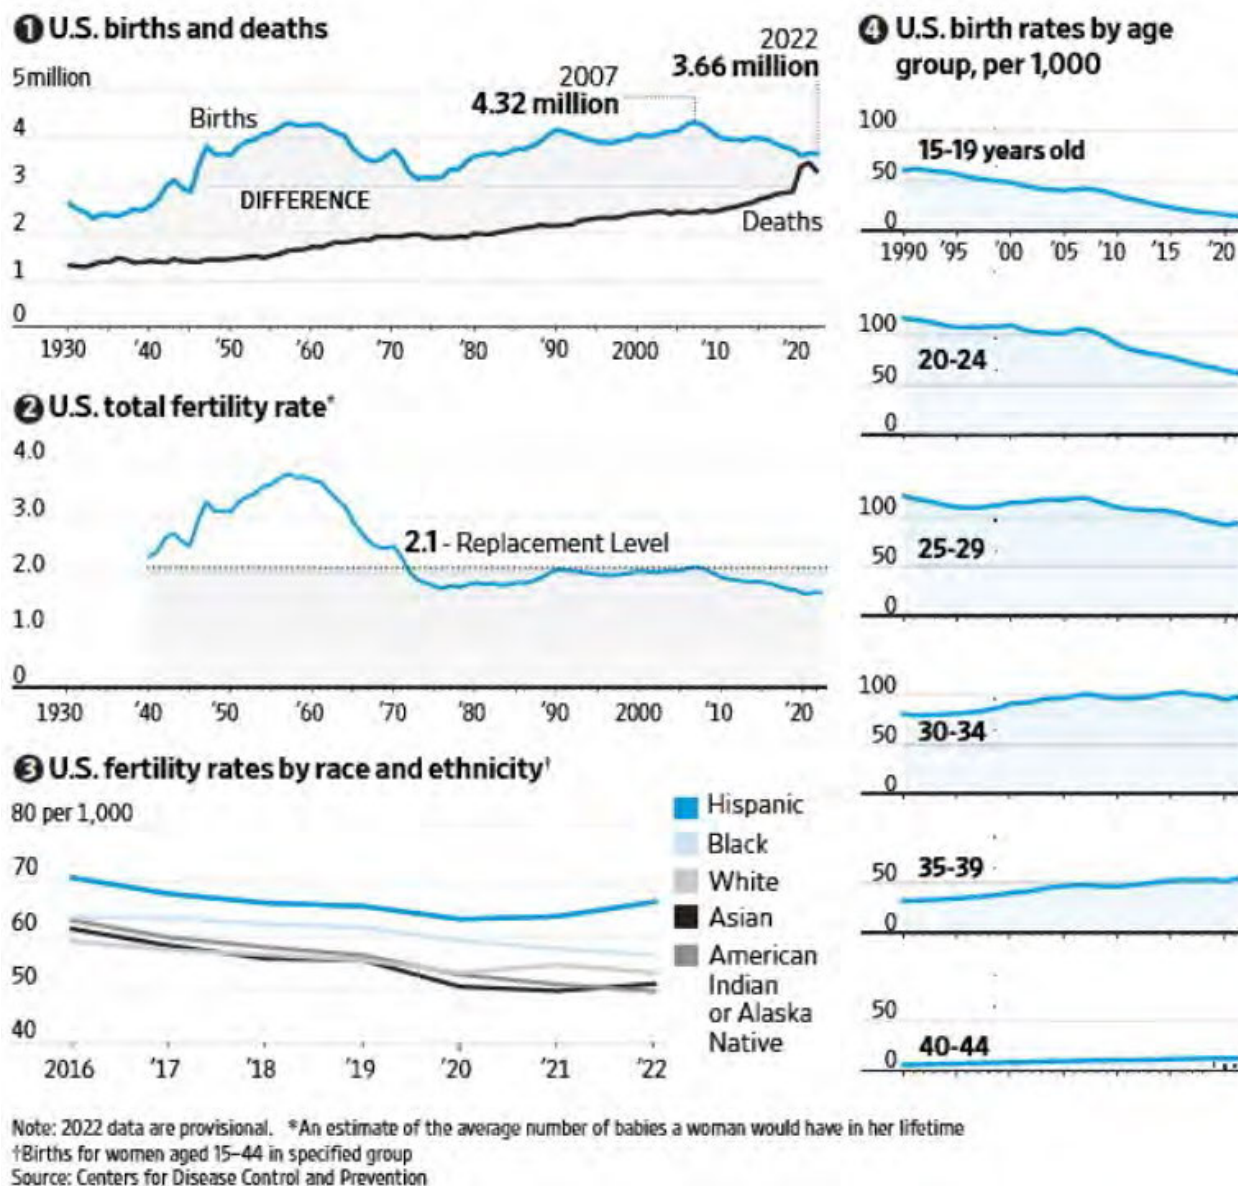 ❶ U.S. births and deaths
5 million
2022
3.66 million
2007
4.32 million
Births
4
3
DIFFERENCE
2
Deaths
1
0
1930 '40 '50 '60 '70 '80 '90 2000 '10 '20
❷ U.S. total fertility rate*
4.0
3.0
2.1 - Replacement Level
2.0
1.0
0
1930 '40 '50 '60 '70 '80 '90 2000 '10 '20
❸ U.S. fertility rates by race and ethnicity†
80 per 1,000
70
60
50
40
2016 '17 '18 '19 '20 '21 '22
Hispanic
Black
White
Asian
American
Indian
or Alaska
Native
❹ U.S. birth rates by age
group, per 1,000
100
15-19 years old
50
0
1990 '95 '00 '05 '10 '15 '20
100
20-24
50
0
100
25-29
50
0
100
30-34
50
0
35-39
50
0
50
40-44
0
Note: 2022 data are provisional. *An estimate of the average number of babies a woman would have in her lifetime
†Births for women aged 15–44 in specified group
Source: Centers for Disease Control and Prevention